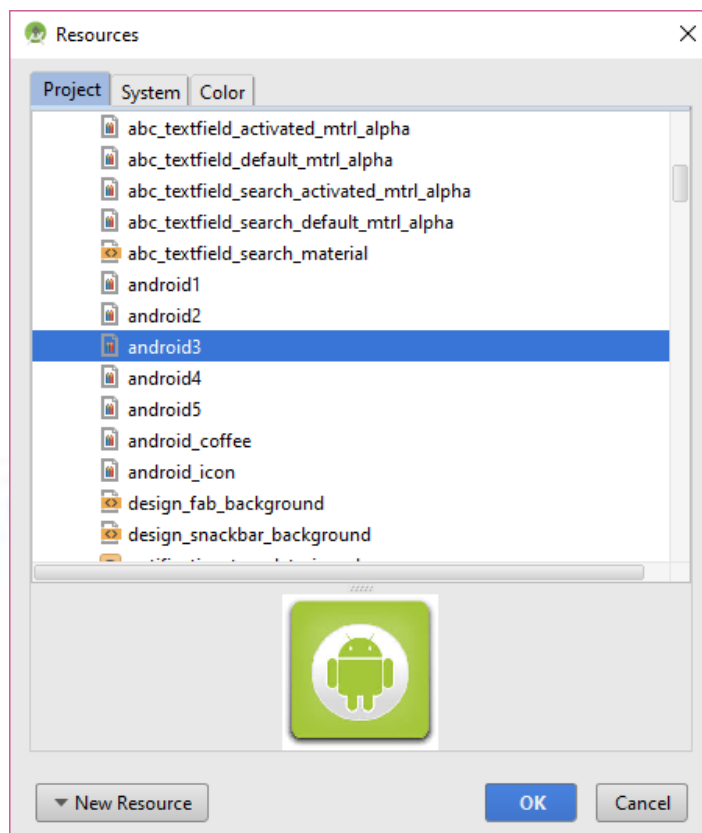 Resources
Project System Color
abc_textfield_activated_mtrl_alpha
abc_textfield_default_mtrl_alpha
abc_textfield_search_activated_mtrl_alpha
abc_textfield_search_default_mtrl_alpha
abc_textfield_search_material
android1
android2
android3
android4
android5
android_coffee
android_icon
design_fab_background
design_snackbar_background
New Resource OK Cancel